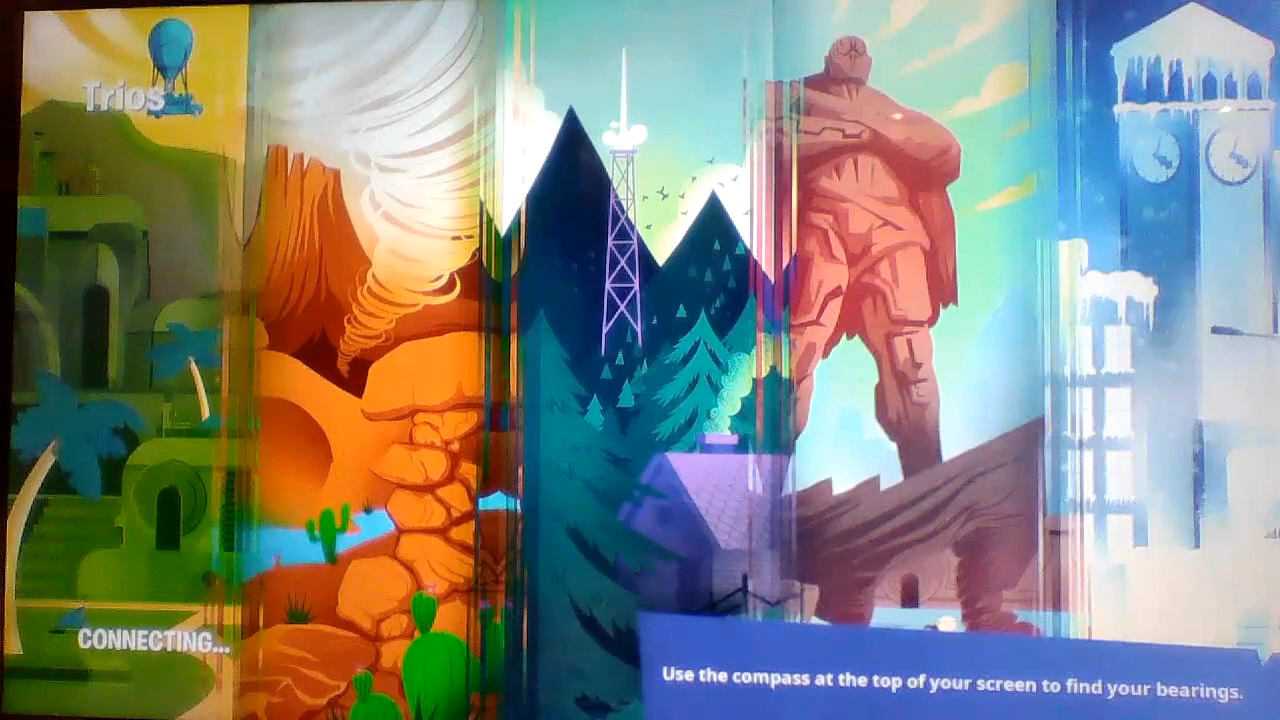 Trios
CONNECTING...
Use the compass at the top of your screen to find your bearings.